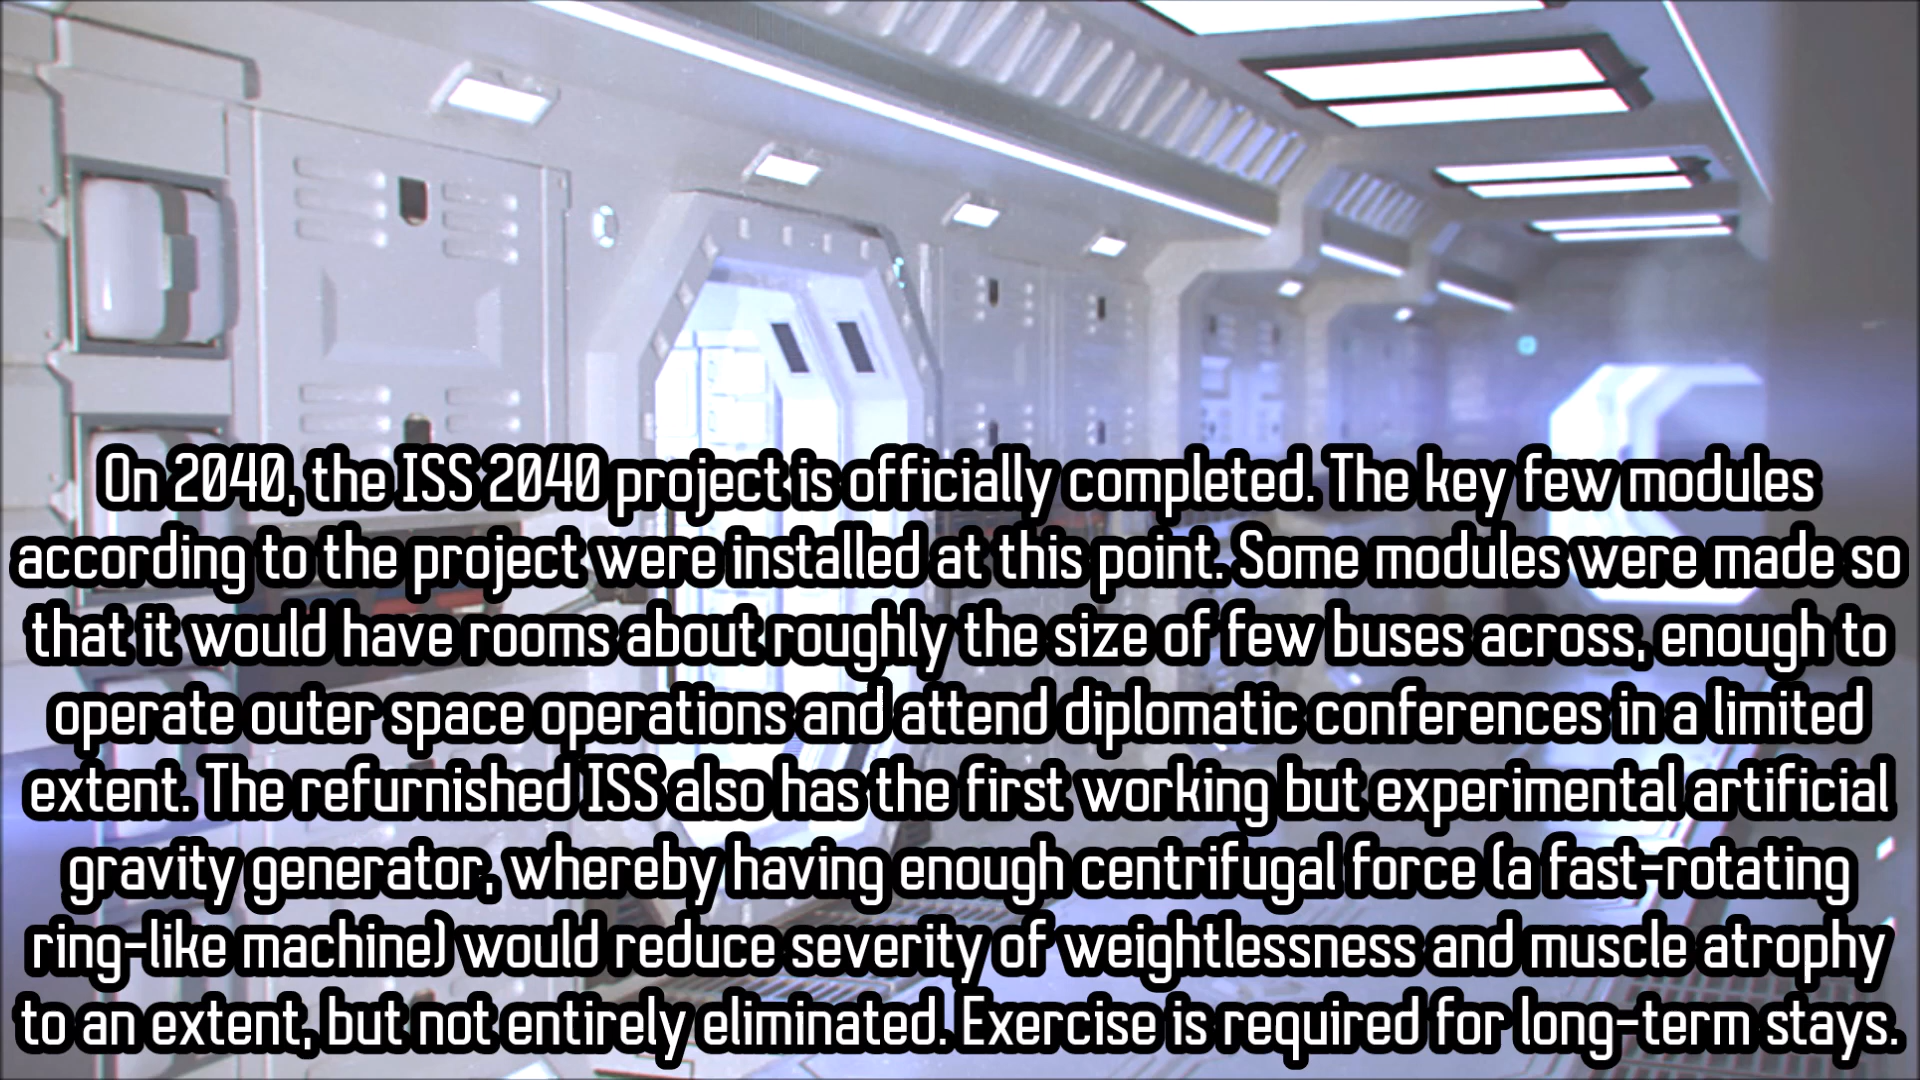 On 2040, the ISS 2040 project is officially completed. The key few modules
according to the project were installed at this point. Some modules were made so
that it would have rooms about roughly the size of few buses across, enough to
operate outer space operations and attend diplomatic conferences in a limited
extent. The refurnished ISS also has the first working but experimental artificial
gravity generator, whereby having enough centrifugal force (a fast-rotating
ring-like machine) would reduce severity of weightlessness and muscle atrophy
to an extent, but not entirely eliminated. Exercise is required for long-term stays.